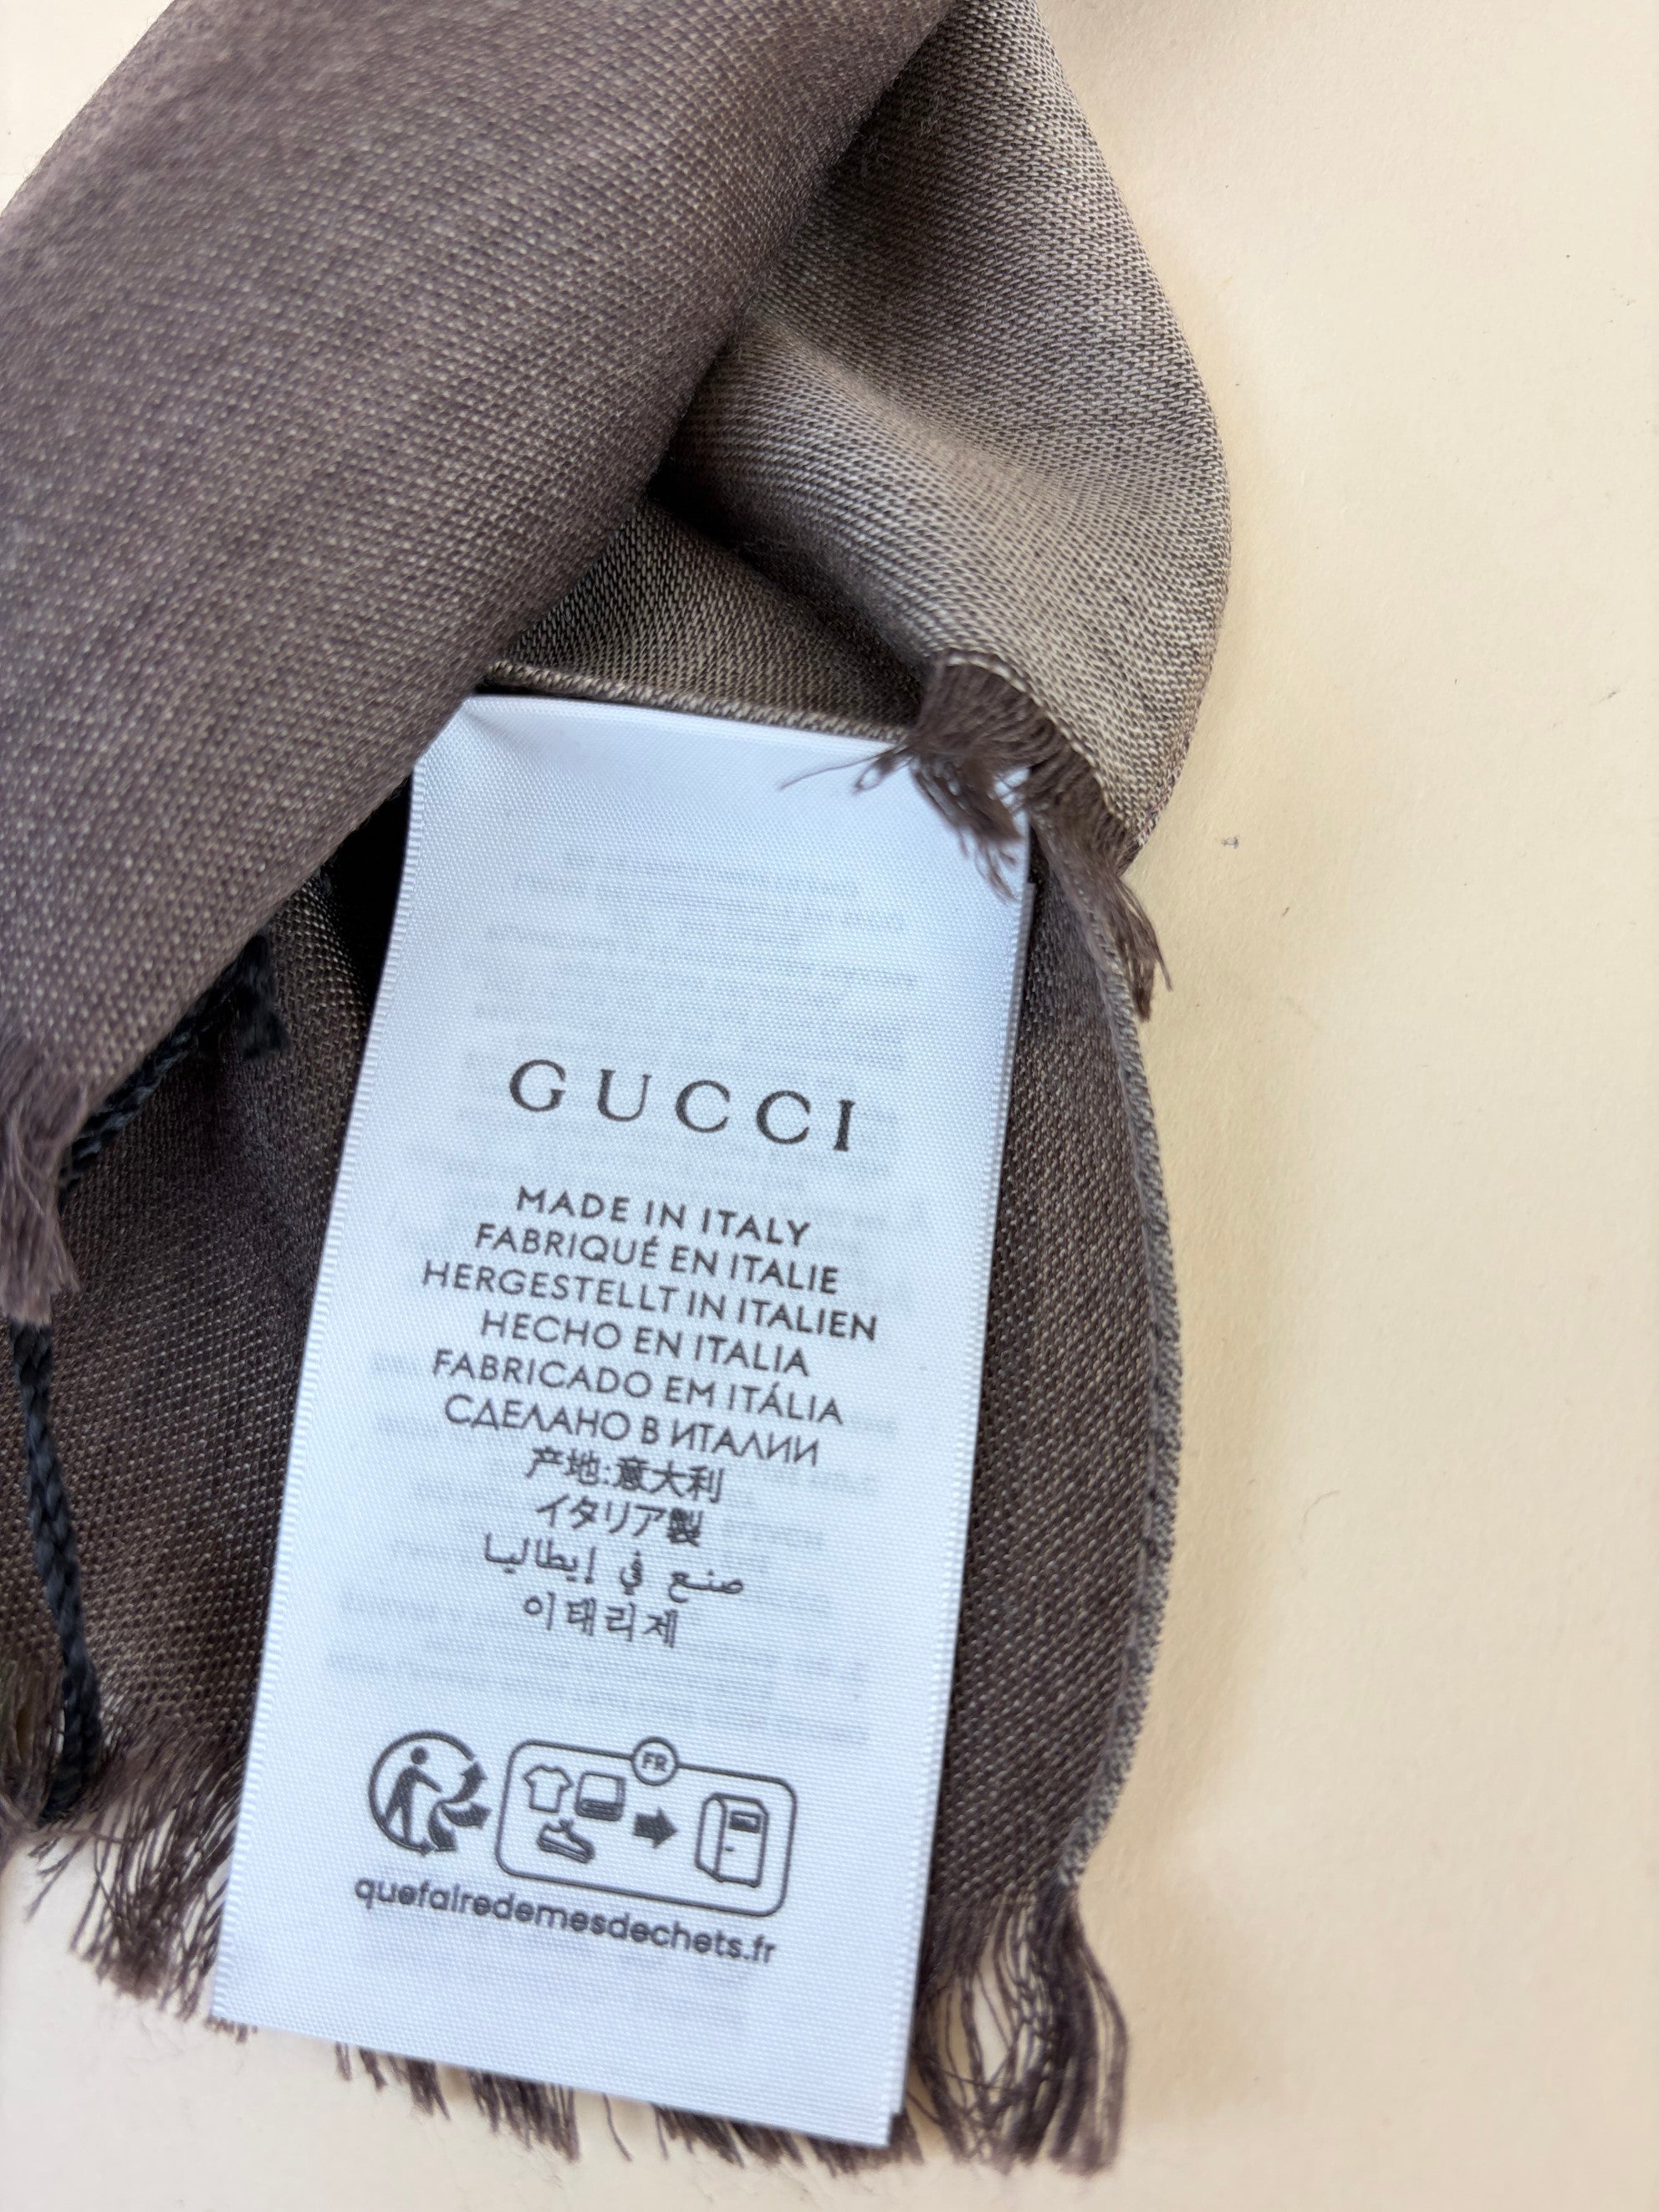 GUCCI
MADE IN ITALY
FABRIQUÉ EN ITALIE
HERGESTELLT IN ITALIEN
HECHO EN ITALIA
FABRICADO EM ITÁLIA
СДЕЛАНО В ИТАЛИИ
产地:意大利
イタリア製
صنع في إيطاليا
이태리제
FR
quefairedemesdechets.fr